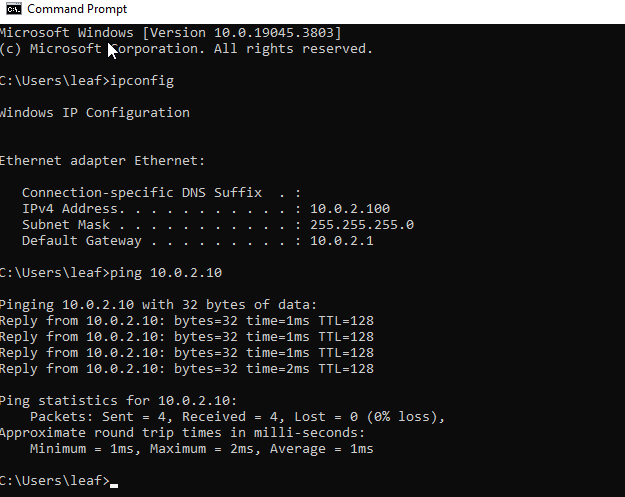 Command Prompt
Microsoft Windows [Version 10.0.19045.3803]
(c) Microsoft Corporation. All rights reserved.
C:\Users\leaf>ipconfig
Windows IP Configuration
Ethernet adapter Ethernet:
   Connection-specific DNS Suffix  . :
   IPv4 Address. . . . . . . . . . . : 10.0.2.100
   Subnet Mask . . . . . . . . . . . : 255.255.255.0
   Default Gateway . . . . . . . . . : 10.0.2.1
C:\Users\leaf>ping 10.0.2.10
Pinging 10.0.2.10 with 32 bytes of data:
Reply from 10.0.2.10: bytes=32 time=1ms TTL=128
Reply from 10.0.2.10: bytes=32 time=1ms TTL=128
Reply from 10.0.2.10: bytes=32 time=1ms TTL=128
Reply from 10.0.2.10: bytes=32 time=2ms TTL=128
Ping statistics for 10.0.2.10:
    Packets: Sent = 4, Received = 4, Lost = 0 (0% loss),
Approximate round trip times in milli-seconds:
    Minimum = 1ms, Maximum = 2ms, Average = 1ms
C:\Users\leaf>